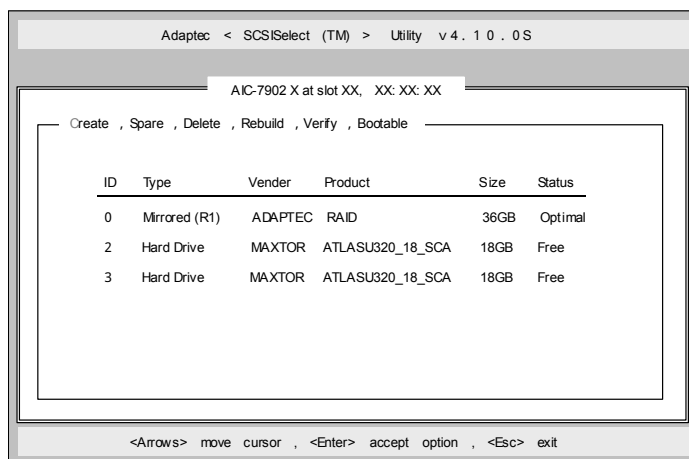 Adaptec < SCSISelect (TM) > Utility v4.10.0S
AIC-7902 X at slot XX, XX: XX: XX
Create , Spare , Delete , Rebuild , Verify , Bootable
ID Type Vender Product Size Status
0 Mirrored (R1) ADAPTEC RAID 36GB Optimal
2 Hard Drive MAXTOR ATLASU320_18_SCA 18GB Free
3 Hard Drive MAXTOR ATLASU320_18_SCA 18GB Free
<Arrows> move cursor , <Enter> accept option , <Esc> exit